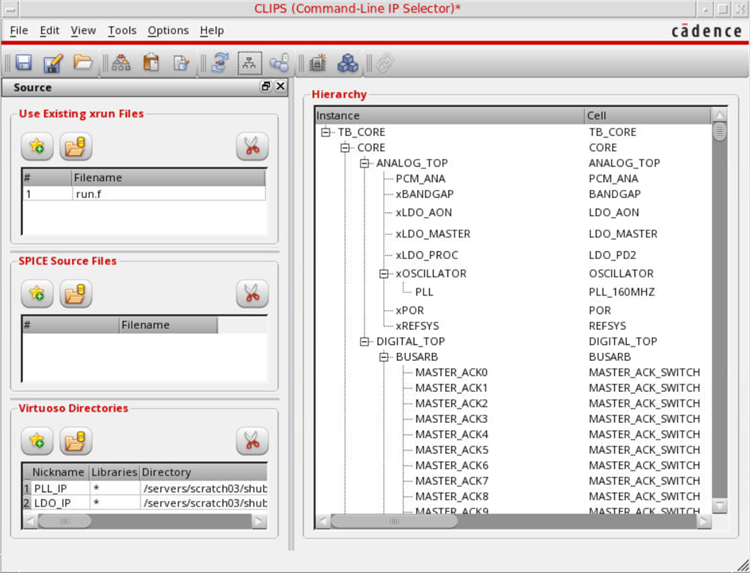 CLIPS (Command-Line IP Selector)*
File Edit View Tools Options Help
cādence
Source
Use Existing xrun Files
# Filename
1 run.f
SPICE Source Files
# Filename
Virtuoso Directories
Nickname Libraries Directory
1 PLL_IP * /servers/scratch03/shub
2 LDO_IP * /servers/scratch03/shub
Hierarchy
Instance Cell
TB_CORE TB_CORE
CORE CORE
ANALOG_TOP ANALOG_TOP
PCM_ANA PCM_ANA
xBANDGAP BANDGAP
xLDO_AON LDO_AON
xLDO_MASTER LDO_MASTER
xLDO_PROC LDO_PD2
xOSCILLATOR OSCILLATOR
PLL PLL_160MHZ
xPOR POR
xREFSYS REFSYS
DIGITAL_TOP DIGITAL_TOP
BUSARB BUSARB
MASTER_ACK0 MASTER_ACK_SWITCH
MASTER_ACK1 MASTER_ACK_SWITCH
MASTER_ACK2 MASTER_ACK_SWITCH
MASTER_ACK3 MASTER_ACK_SWITCH
MASTER_ACK4 MASTER_ACK_SWITCH
MASTER_ACK5 MASTER_ACK_SWITCH
MASTER_ACK6 MASTER_ACK_SWITCH
MASTER_ACK7 MASTER_ACK_SWITCH
MASTER_ACK8 MASTER_ACK_SWITCH
MASTER_ACK9 MASTER_ACK_SWITCH